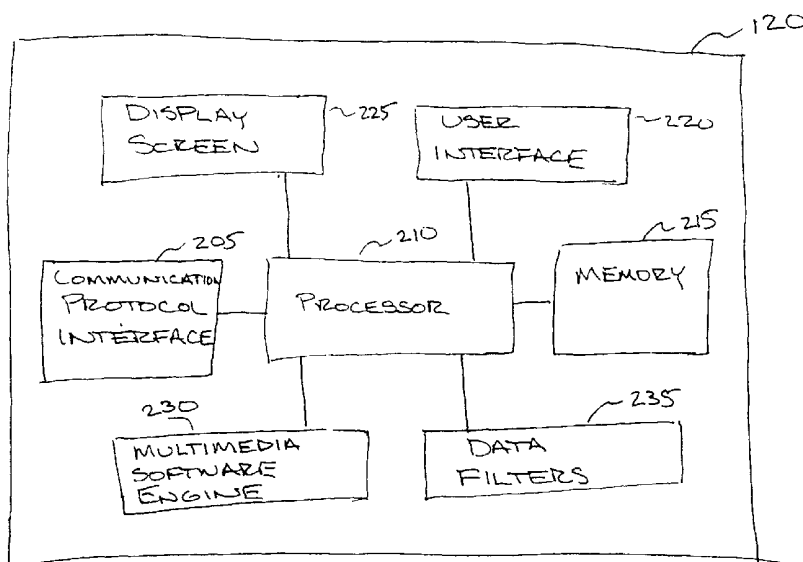 120
DISPLAY
SCREEN
225
USER
INTERFACE
220
205
COMMUNICATION
PROTOCOL
INTERFACE
210
PROCESSOR
215
MEMORY
230
MULTIMEDIA
SOFTWARE
ENGINE
235
DATA
FILTERS